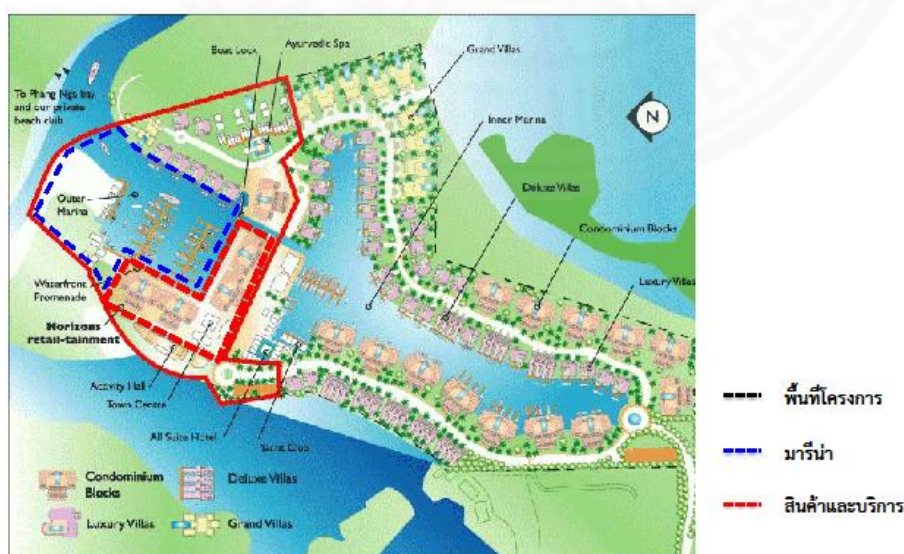 Boat Lock
Ayurvedic Spa
Grand Villas
To Phang Nga bay
and our private
beach club
N
Inner Marina
Deluxe Villas
Outer
Marina
Condominium Blocks
Luxury Villas
Waterfront
Promenade
Horizons
retail-tainment
Activity Hall
Town Centre
All Suite Hotel
Yacht Club
Condominium
Blocks
Deluxe Villas
Luxury Villas
Grand Villas
พื้นที่โครงการ
มารีน่า
สินค้าและบริการ